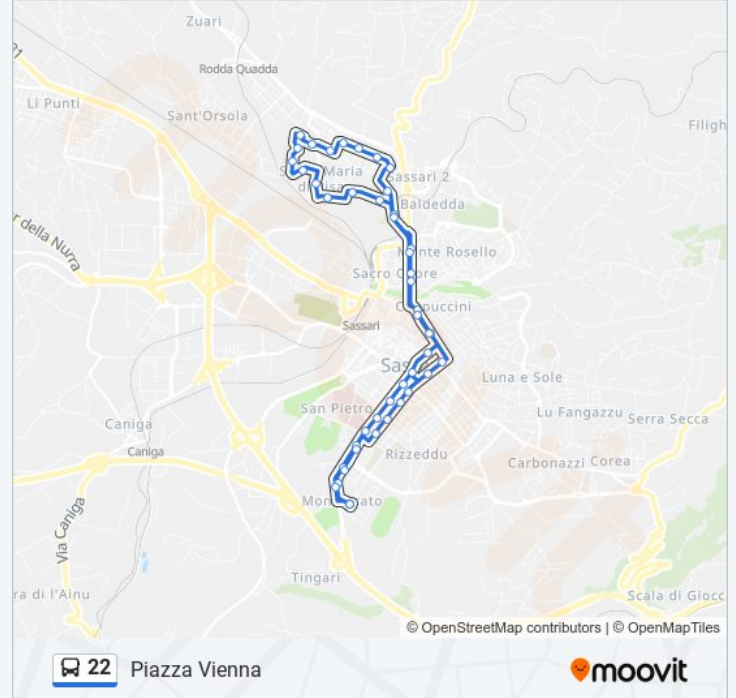 Zuari
21
Rodda Quadda
Li Punti
Sant'Orsola
Filigh
Maria
Sassari 2
Baldedda
r della Nurra
Monte Rosello
Sacro Cuore
Cappuccini
Sassari
Sas
Luna e Sole
San Pietro
Lu Fangazzu
Serra Secca
Caniga
Caniga
Rizzeddu
Carbonazzi
Corea
Via Caniga
Tingari
ra di l'Ainu
Scala di Giocc
© OpenStreetMap contributors | © OpenMapTiles
22 Piazza Vienna
moovit